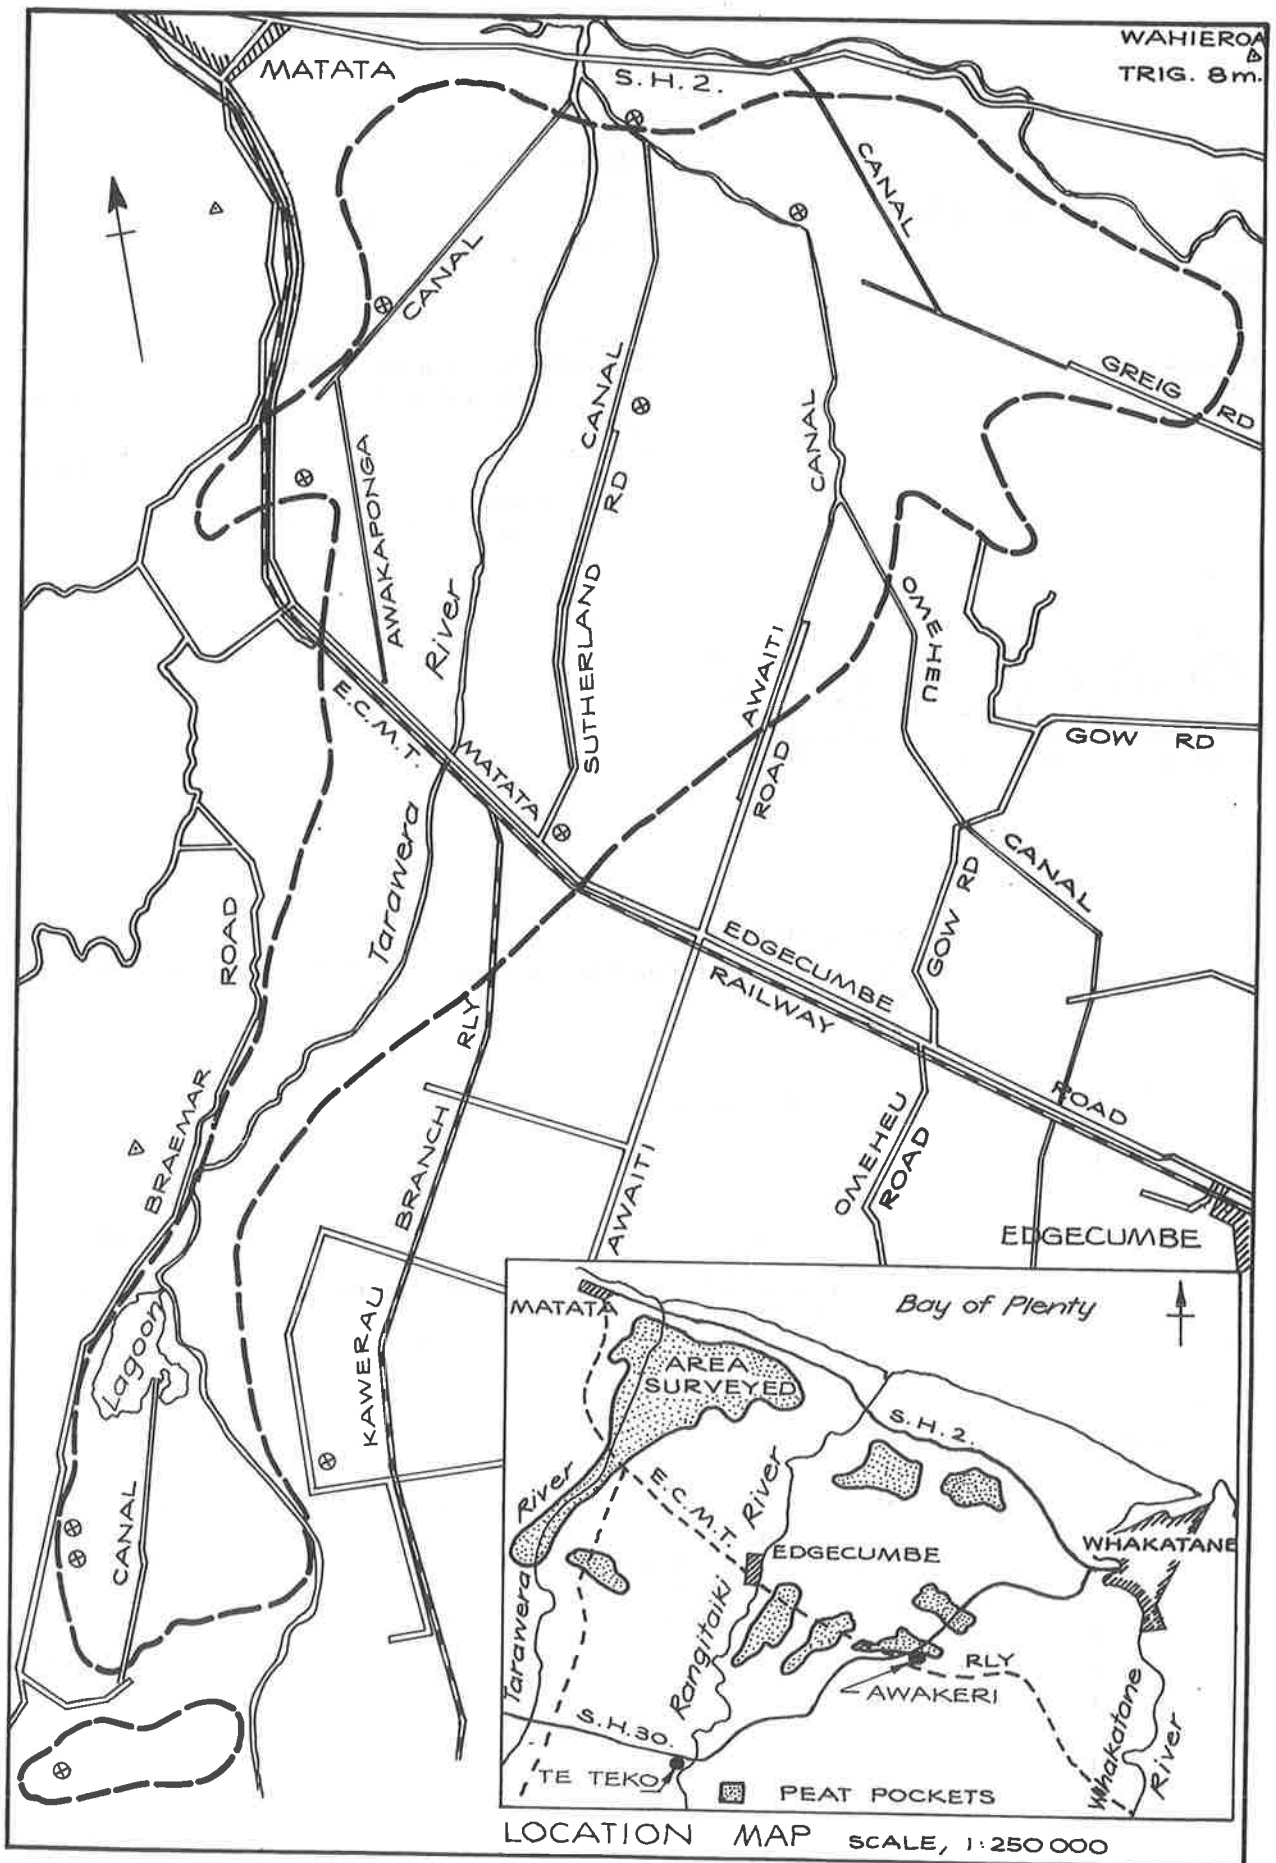 WAHIEROA
TRIG. 8m.
MATATA
S.H.2.
CANAL
CANAL
CANAL
CANAL
GREIG
RD
AWAKAPONGA
River
SUTHERLAND
RD
AWAITI
ROAD
OMEHEU
GOW RD
E.C.M.T.
MATATA
Tarawera
CANAL
GOW RD
ROAD
EDGECUMBE
RAILWAY
RLY
BRAEMAR
BRANCH
AWAITI
OMEHEU
ROAD
ROAD
EDGECUMBE
KAWERAU
Lagoon
CANAL
MATATA
Bay of Plenty
AREA
SURVEYED
S.H.2.
River
E.C.M.T.
River
EDGECUMBE
WHAKATANE
Tarawera
Rangitaiki
RLY
AWAKERI
S.H.30.
TE TEKO
Whakatane
River
PEAT POCKETS
LOCATION MAP SCALE, 1:250 000